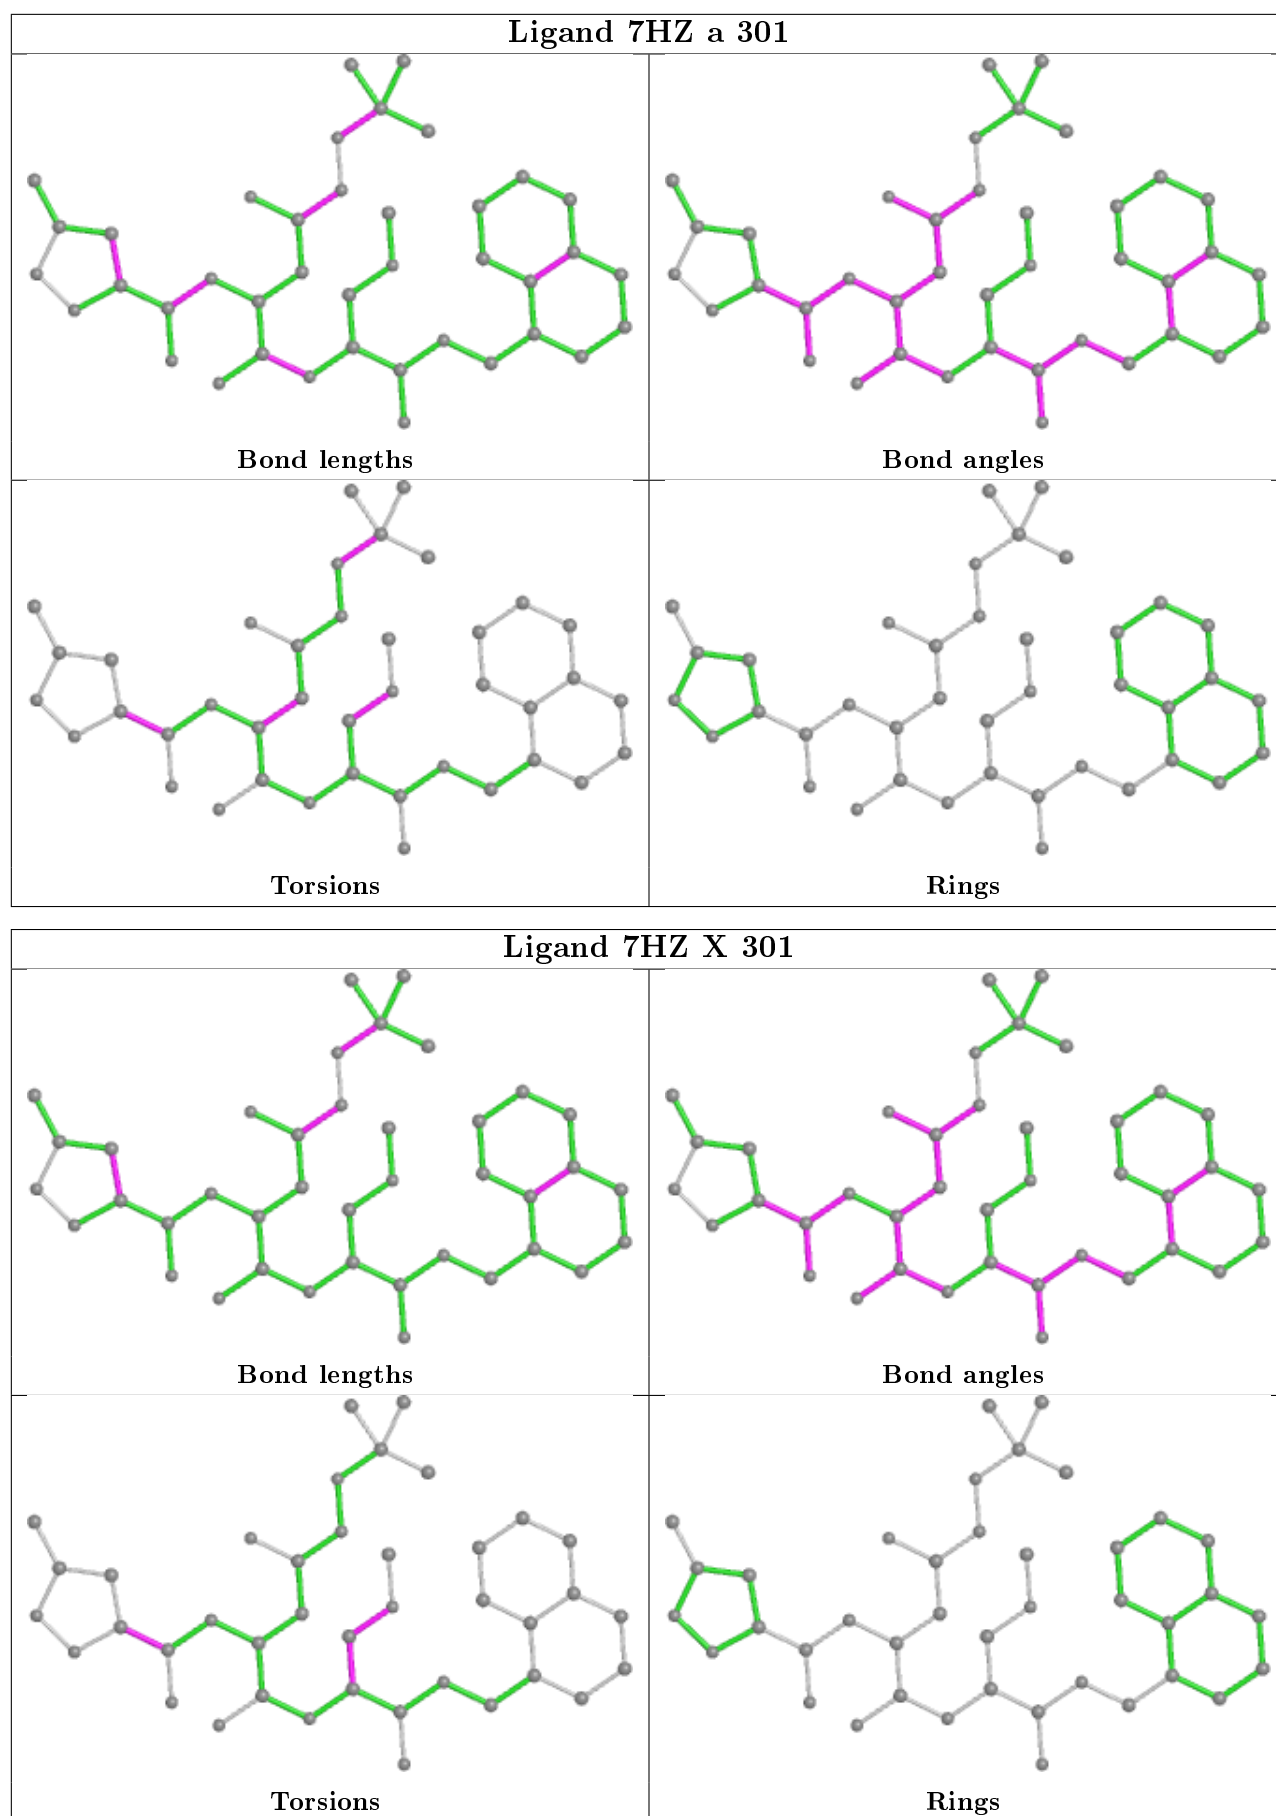 Ligand 7HZ a 301
Bond lengths
Bond angles
Torsions
Rings
Ligand 7HZ X 301
Bond lengths
Bond angles
Torsions
Rings